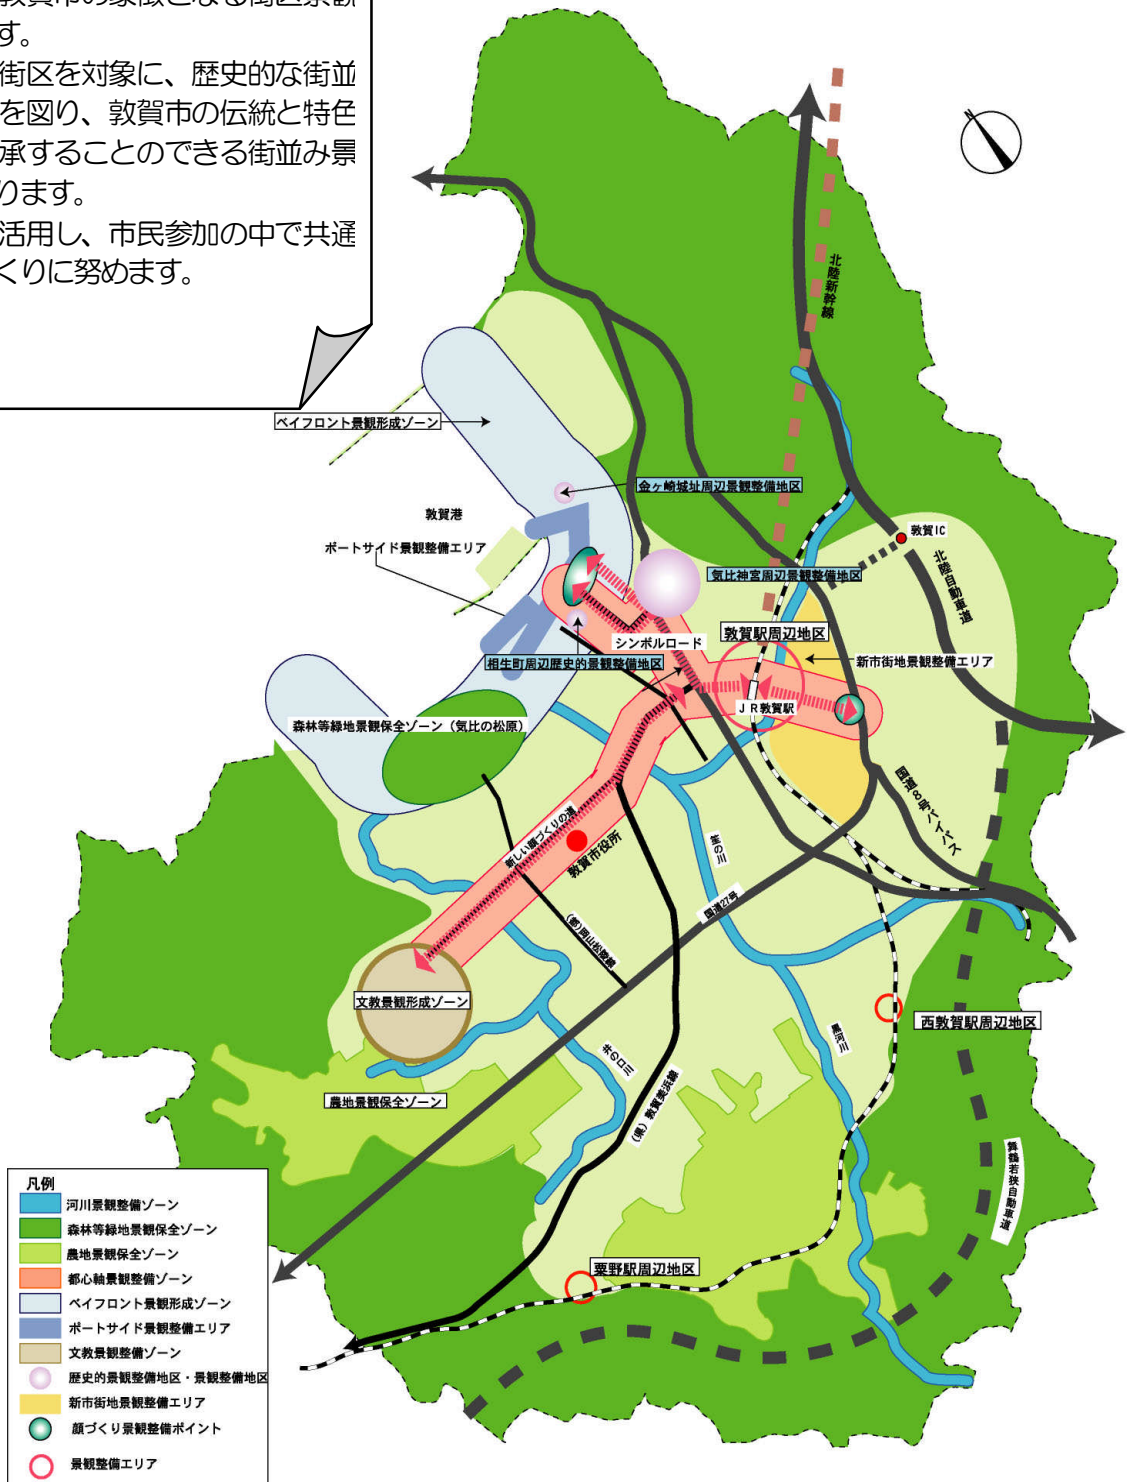 敦賀市の象徴となる街区景観
す。
街区を対象に、歴史的な街並
を図り、敦賀市の伝統と特色
承することのできる街並み景
ります。
活用し、市民参加の中で共通
くりに努めます。
北陸新幹線
ベイフロント景観形成ゾーン
金ヶ崎城址周辺景観整備地区
敦賀港
敦賀IC
ポートサイド景観整備エリア
気比神宮周辺景観整備地区
北陸自動車道
シンボルロード
敦賀駅周辺地区
相生町周辺歴史的景観整備地区
新市街地景観整備エリア
JR敦賀駅
森林等緑地景観保全ゾーン（気比の松原）
国道8号バイパス
新しい顔づくりの道
敦賀市役所
笙の川
国道27号
文教景観形成ゾーン
西敦賀駅周辺地区
黒河川
井の口川
(県)敦賀美浜線
農地景観保全ゾーン
舞鶴若狭自動車道
粟野駅周辺地区
凡例
河川景観整備ゾーン
森林等緑地景観保全ゾーン
農地景観保全ゾーン
都心軸景観整備ゾーン
ベイフロント景観形成ゾーン
ポートサイド景観整備エリア
文教景観整備ゾーン
歴史的景観整備地区・景観整備地区
新市街地景観整備エリア
顔づくり景観整備ポイント
景観整備エリア